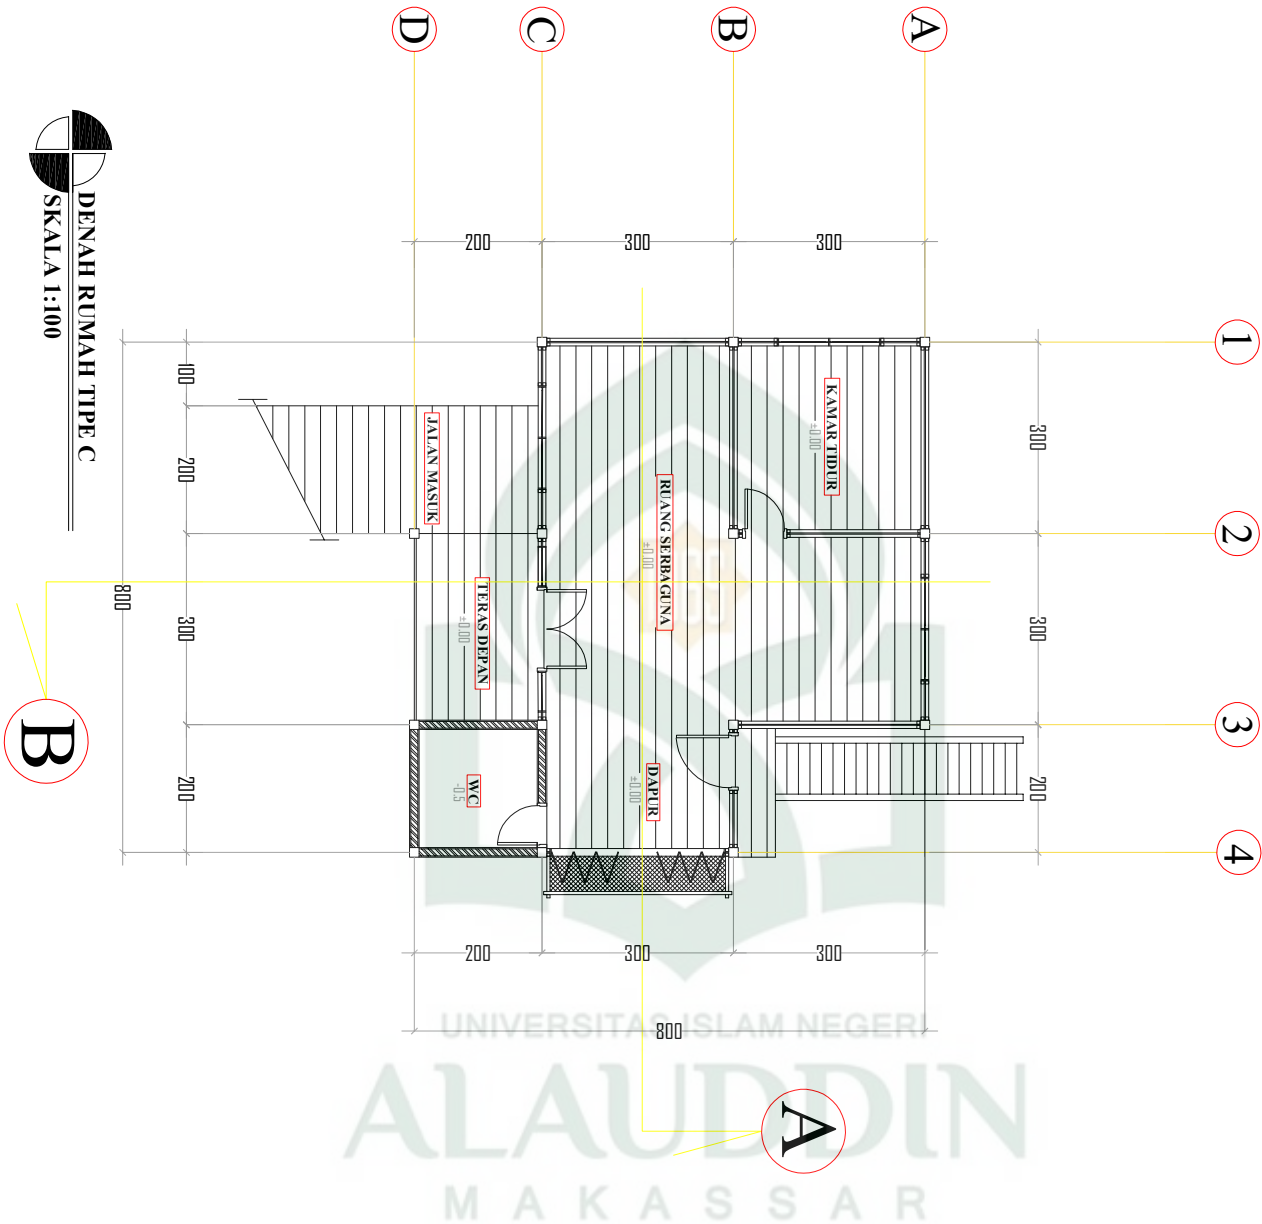 D
C
B
A
1
2
3
4
DENAH RUMAH TIPE C
SKALA 1:100
200
300
300
100
200
300
200
800
300
300
200
KAMAR TIDUR
±0.00
RUANG SERBAGUNA
±0.00
JALAN MASUK
TERAS DEPAN
±0.00
DAPUR
±0.00
WC
-0.5
200
300
300
800
B
A
UNIVERSITAS ISLAM NEGERI
ALAUDDIN
MAKASSAR